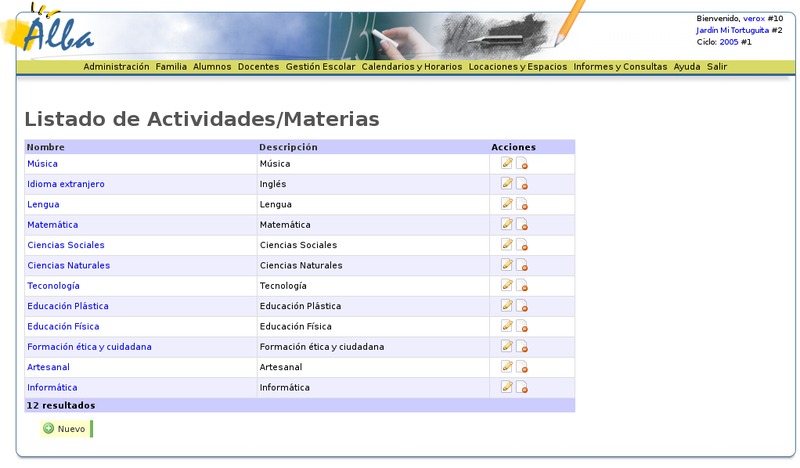 Alba
Bienvenido, verox #10
Jardín Mi Tortuguita #2
Ciclo: 2005 #1
Administración Familia Alumnos Docentes Gestión Escolar Calendarios y Horarios Locaciones y Espacios Informes y Consultas Ayuda Salir
Listado de Actividades/Materias
Nombre Descripción Acciones
Música Música
Idioma extranjero Inglés
Lengua Lengua
Matemática Matemática
Ciencias Sociales Ciencias Sociales
Ciencias Naturales Ciencias Naturales
Teconología Tecnología
Educación Plástica Educación Plástica
Educación Física Educación Física
Formación ética y cuidadana Formación ética y ciudadana
Artesanal Artesanal
Informática Informática
12 resultados
Nuevo